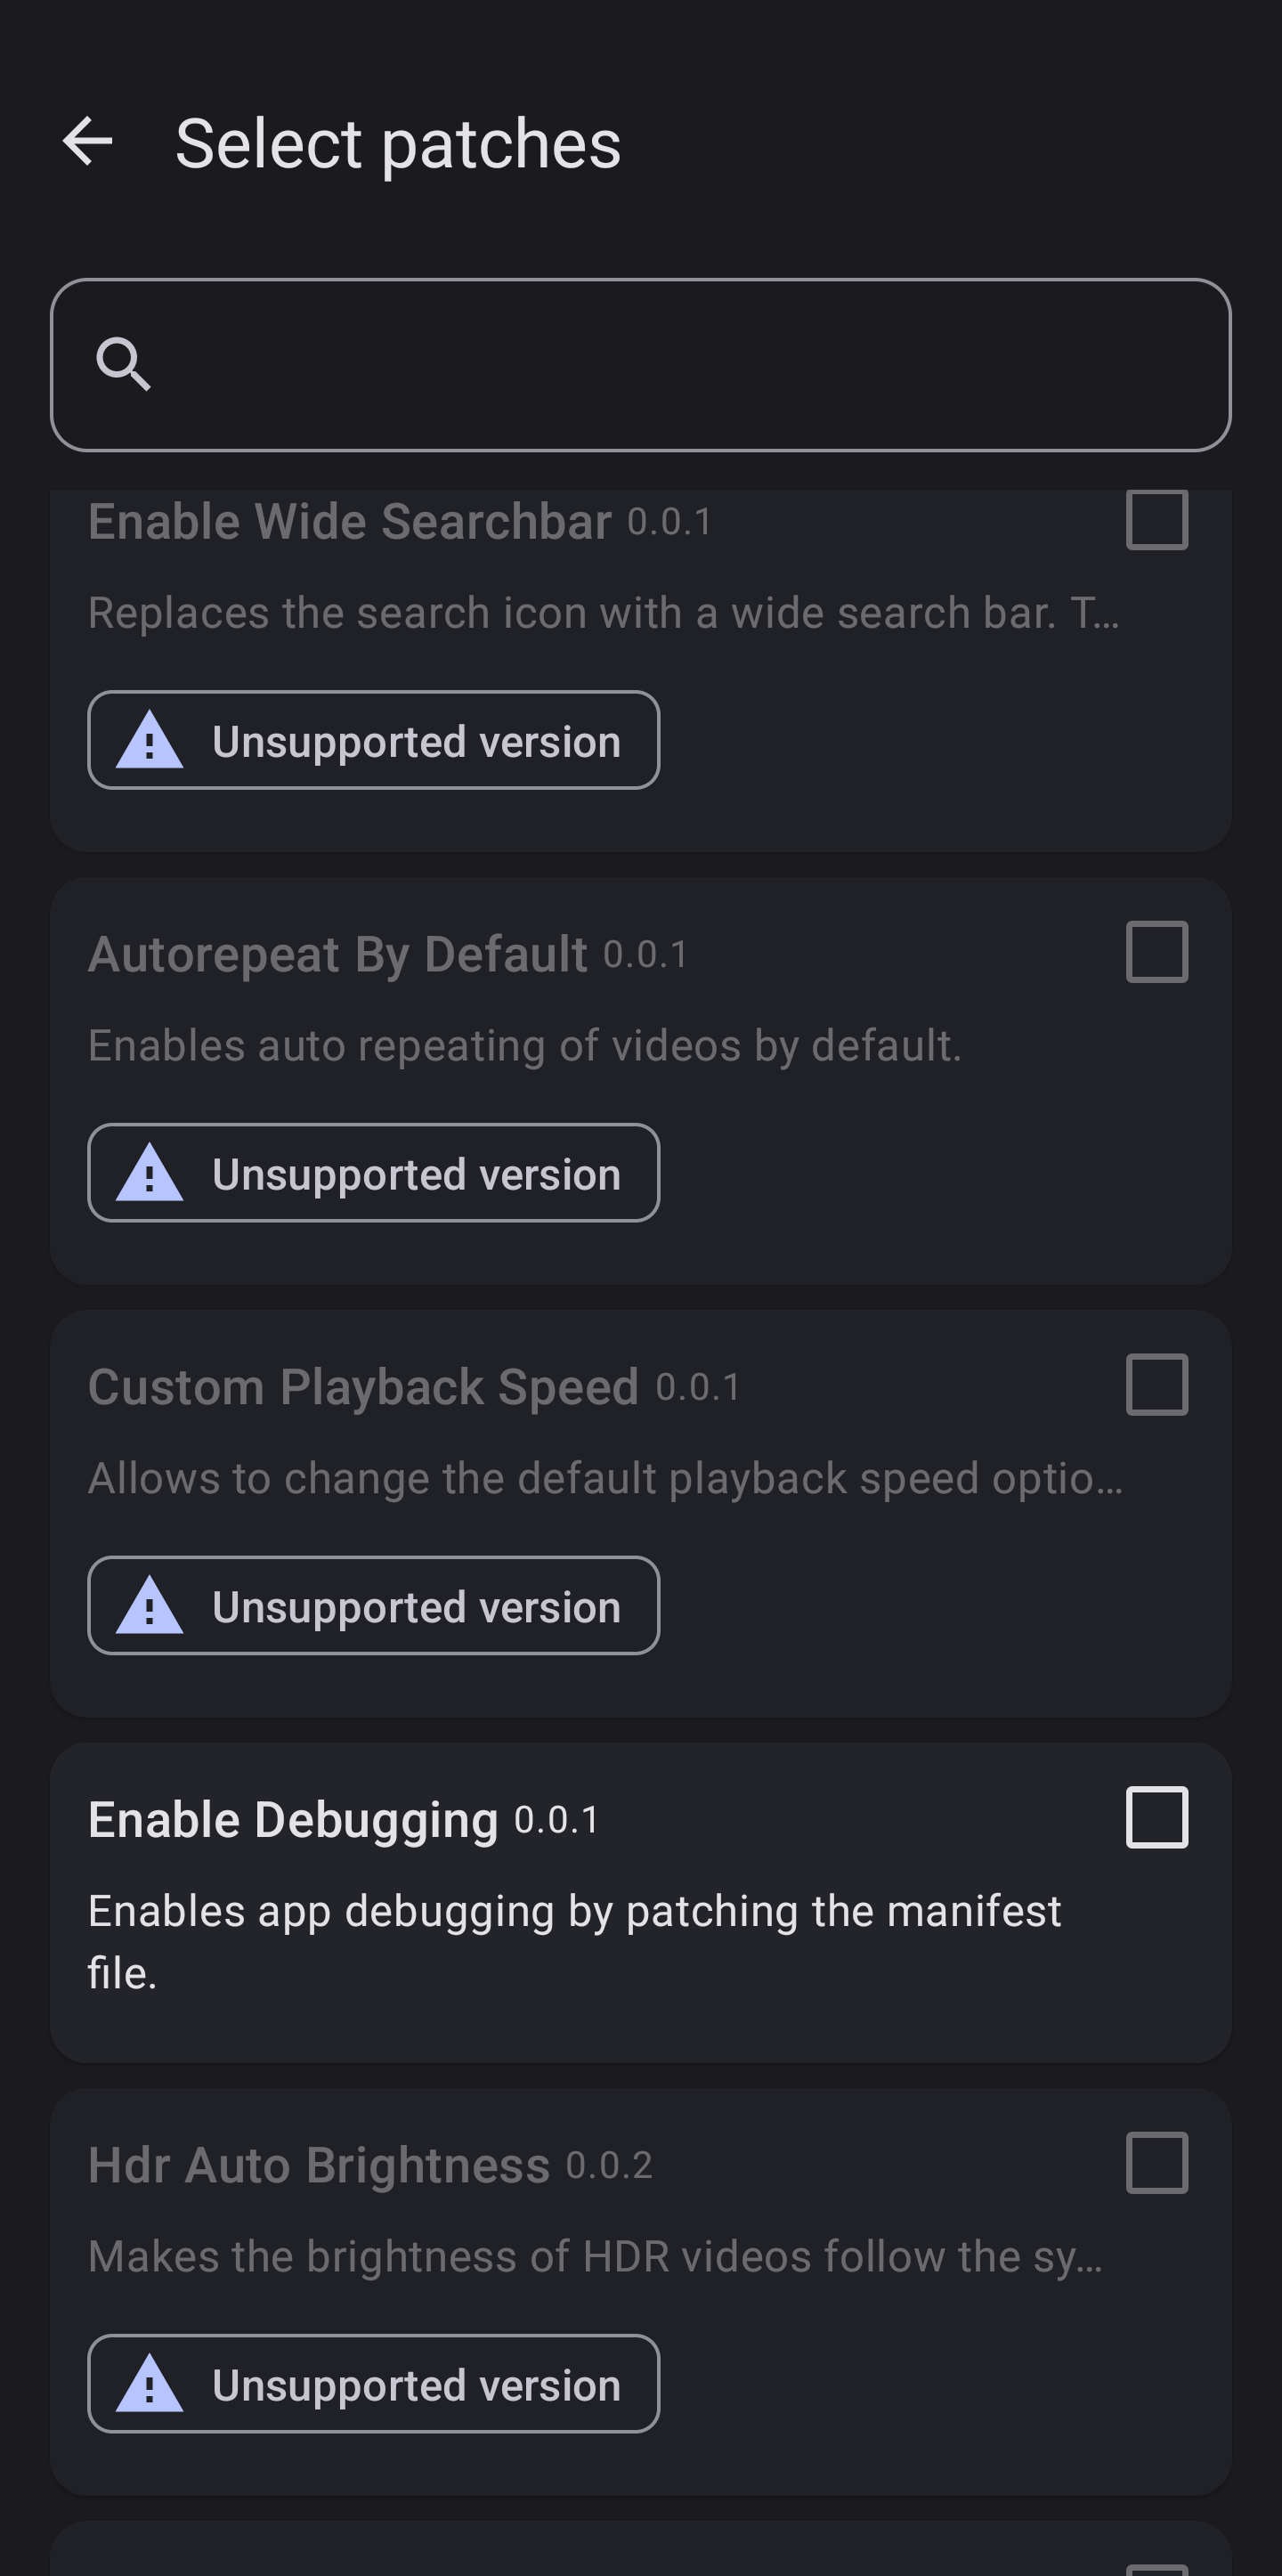 Select patches
Enable Wide Searchbar 0.0.1
Replaces the search icon with a wide search bar. T...
Unsupported version
Autorepeat By Default 0.0.1
Enables auto repeating of videos by default.
Unsupported version
Custom Playback Speed 0.0.1
Allows to change the default playback speed optio...
Unsupported version
Enable Debugging 0.0.1
Enables app debugging by patching the manifest
file.
Hdr Auto Brightness 0.0.2
Makes the brightness of HDR videos follow the sy...
Unsupported version